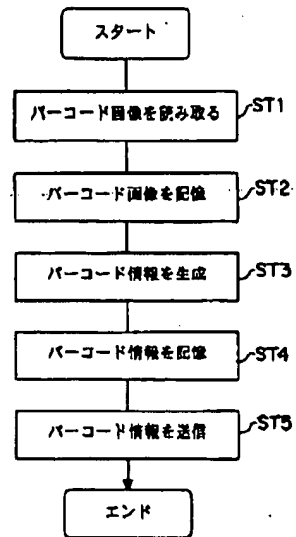 スタート
バーコード画像を読み取る
ST1
バーコード画像を記憶
ST2
バーコード情報を生成
ST3
バーコード情報を記憶
ST4
バーコード情報を送信
ST5
エンド